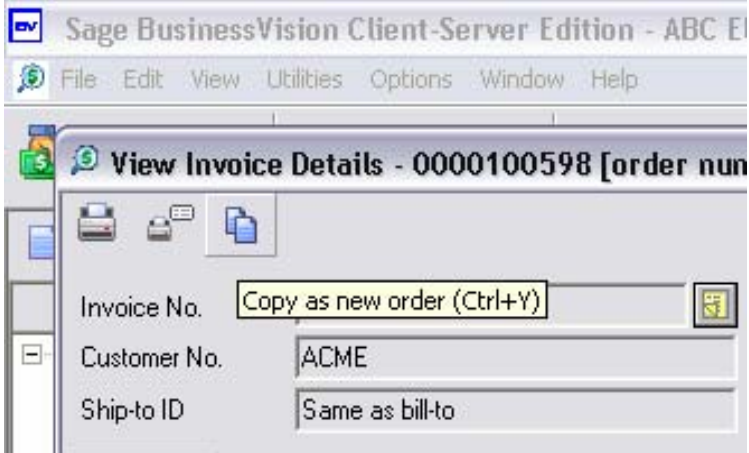 Sage BusinessVision Client-Server Edition - ABC
File Edit View Utilities Options Window Help
View Invoice Details - 0000100598 [order num
Invoice No.
Copy as new order (Ctrl+Y)
Customer No. ACME
Ship-to ID Same as bill-to